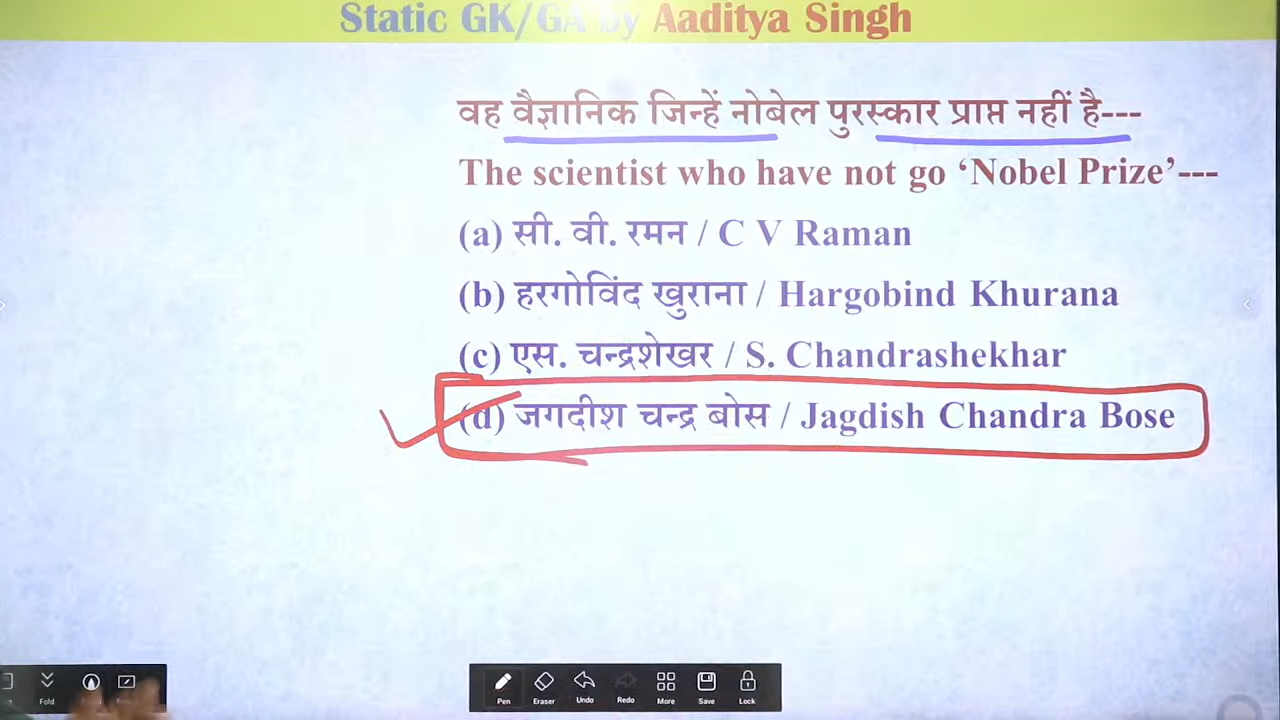 Static GK/GA by Aaditya Singh
वह वैज्ञानिक जिन्हें नोबेल पुरस्कार प्राप्त नहीं है---
The scientist who have not go ‘Nobel Prize’---
(a) सी. वी. रमन / C V Raman
(b) हरगोविंद खुराना / Hargobind Khurana
(c) एस. चन्द्रशेखर / S. Chandrashekhar
(d) जगदीश चन्द्र बोस / Jagdish Chandra Bose
Fold
Pen Eraser Undo Redo More Save Lock